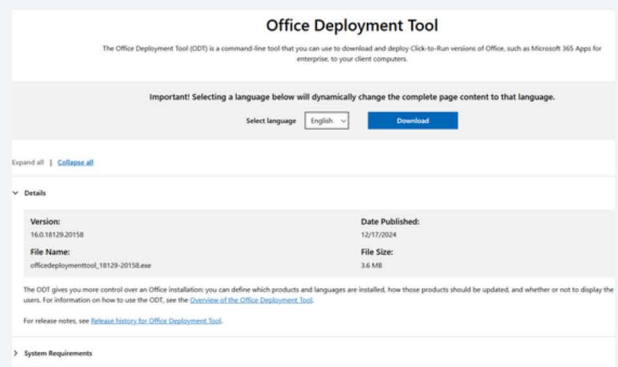 Office Deployment Tool
The Office Deployment Tool (ODT) is a command-line tool that you can use to download and deploy Click-to-Run versions of Office, such as Microsoft 365 Apps for
enterprise, to your client computers.
Important! Selecting a language below will dynamically change the complete page content to that language.
Select language English Download
Expand all | Collapse all
Details
Version: Date Published:
16.0.18129.20158 12/17/2024
File Name: File Size:
officedeploymenttool_18129-20158.exe 3.6 MB
The ODT gives you more control over an Office installation: you can define which products and languages are installed, how those products should be updated, and whether or not to display the
users. For information on how to use the ODT, see the Overview of the Office Deployment Tool.
For release notes, see Release history for Office Deployment Tool.
System Requirements